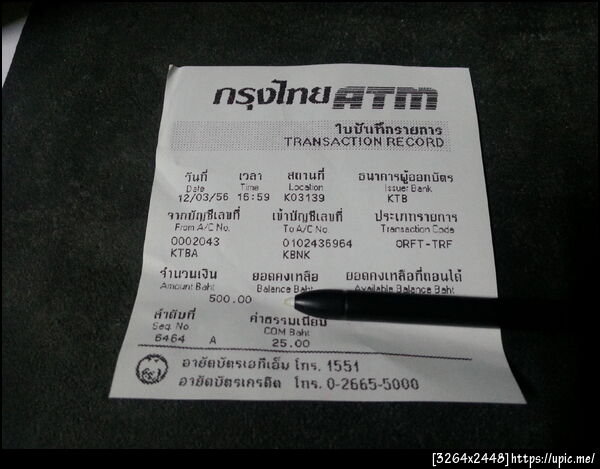 กรุงไทย ATM
ใบบันทึกรายการ
TRANSACTION RECORD
วันที่ เวลา สถานที่ ธนาคารผู้ออกบัตร
Date Time Location Issuer Bank
12/03/56 16:59 K03139 KTB
จากบัญชีเลขที่ เข้าบัญชีเลขที่ ประเภทรายการ
From A/C No. To A/C No. Transaction Code
0002043 0102436964 ORFT-TRF
KTBA KBNK
จำนวนเงิน ยอดคงเหลือ ยอดคงเหลือที่ถอนได้
Amount Baht Balance Baht Available Balance Baht
500.00
ลำดับที่ ค่าธรรมเนียม
Seq. No COM Baht
6464 A 25.00
อายัดบัตรเอทีเอ็ม โทร. 1551
อายัดบัตรเครดิต โทร. 0-2665-5000
[3264x2448]https://upic.me/